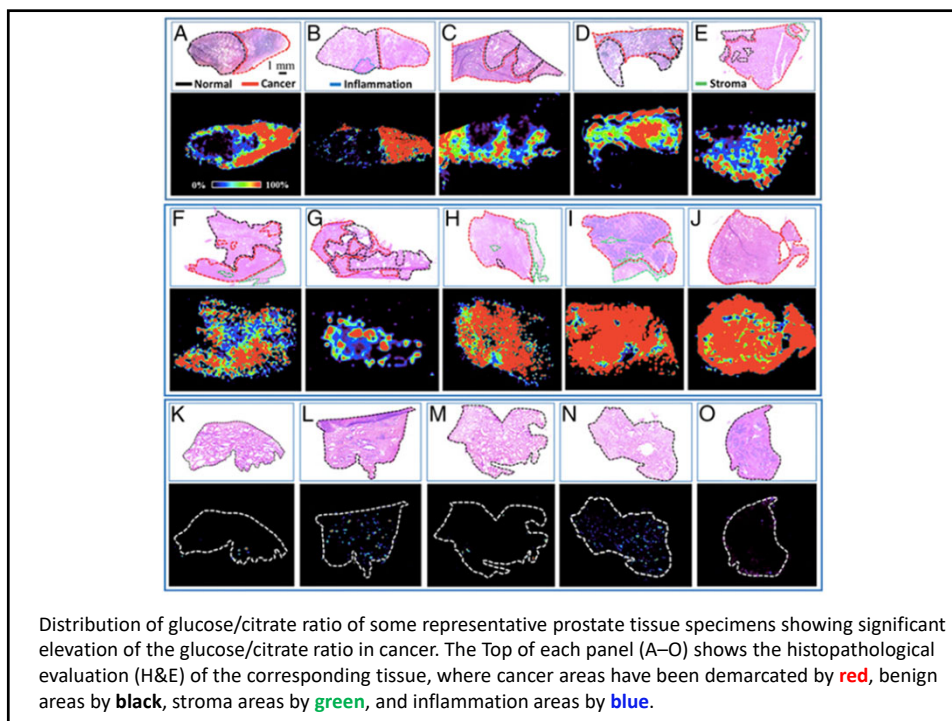 A B C D E
1 mm
Normal Cancer Inflammation Stroma
0% 100%
F G H I J
K L M N O
Distribution of glucose/citrate ratio of some representative prostate tissue specimens showing significant
elevation of the glucose/citrate ratio in cancer. The Top of each panel (A–O) shows the histopathological
evaluation (H&E) of the corresponding tissue, where cancer areas have been demarcated by red, benign
areas by black, stroma areas by green, and inflammation areas by blue.